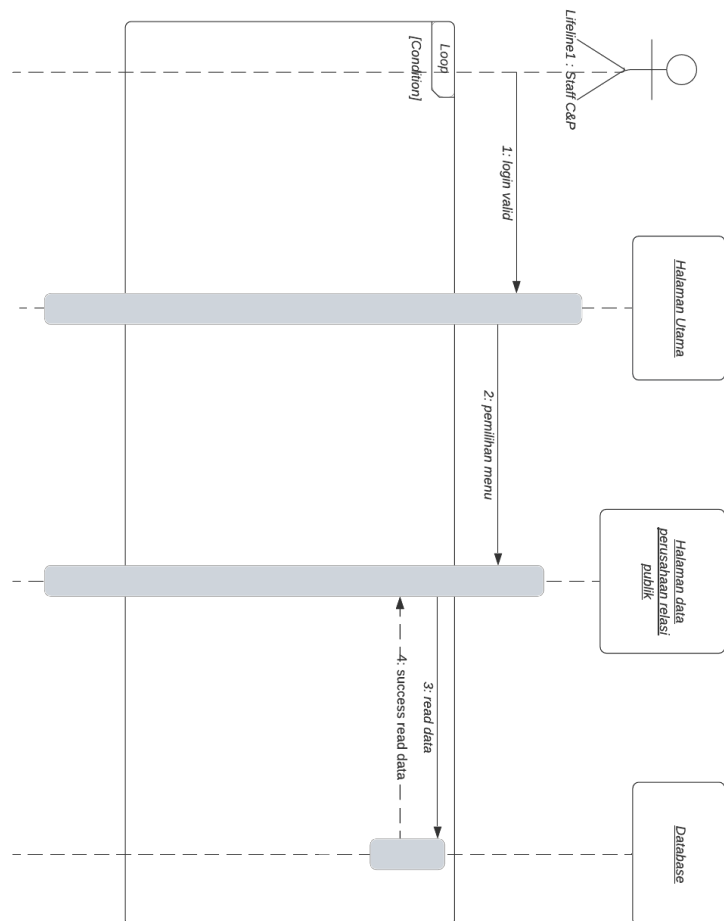 Lifeline1 : Staff C&P
Halaman Utama
Halaman data
perusahaan relasi
publik
Database
1: login valid
2: pemilihan menu
Loop
[Condition]
3: read data
4: success read data